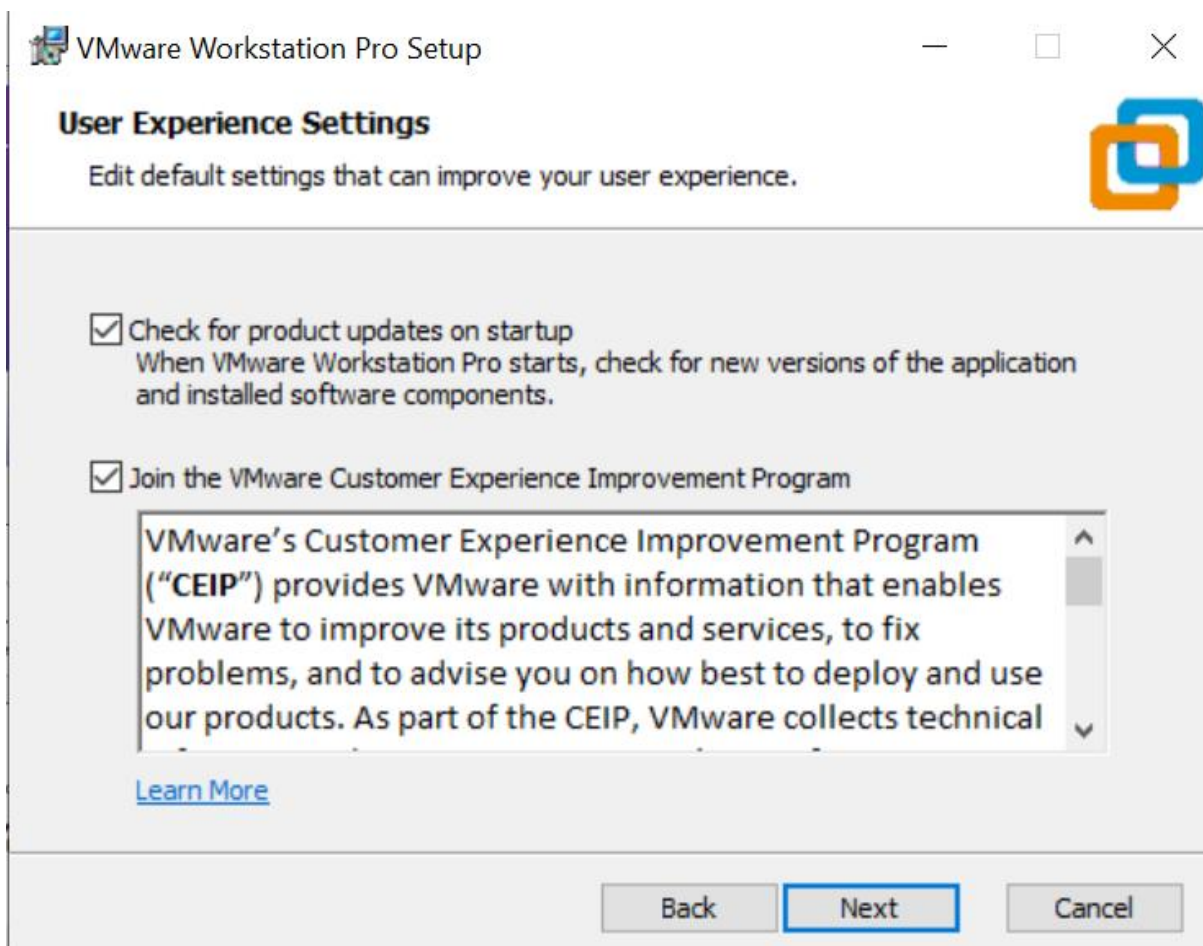 VMware Workstation Pro Setup
User Experience Settings
Edit default settings that can improve your user experience.
Check for product updates on startup
When VMware Workstation Pro starts, check for new versions of the application
and installed software components.
Join the VMware Customer Experience Improvement Program
VMware’s Customer Experience Improvement Program
(“CEIP”) provides VMware with information that enables
VMware to improve its products and services, to fix
problems, and to advise you on how best to deploy and use
our products. As part of the CEIP, VMware collects technical
Learn More
Back
Next
Cancel